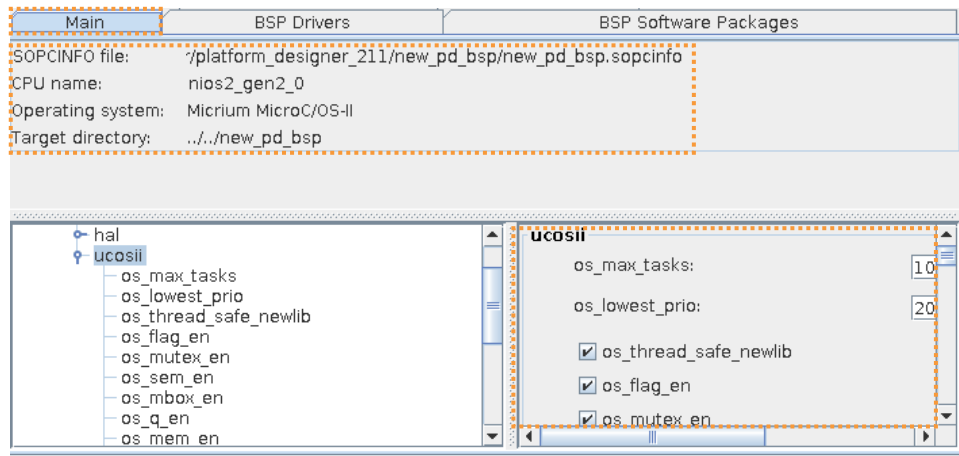 Main BSP Drivers BSP Software Packages
SOPCINFO file: /platform_designer_211/new_pd_bsp/new_pd_bsp.sopcinfo
CPU name: nios2_gen2_0
Operating system: Micrium MicroC/OS-II
Target directory: ../../new_pd_bsp
hal
ucosii
os_max_tasks
os_lowest_prio
os_thread_safe_newlib
os_flag_en
os_mutex_en
os_sem_en
os_mbox_en
os_q_en
os_mem_en
ucosii
os_max_tasks: 10
os_lowest_prio: 20
os_thread_safe_newlib
os_flag_en
os_mutex_en